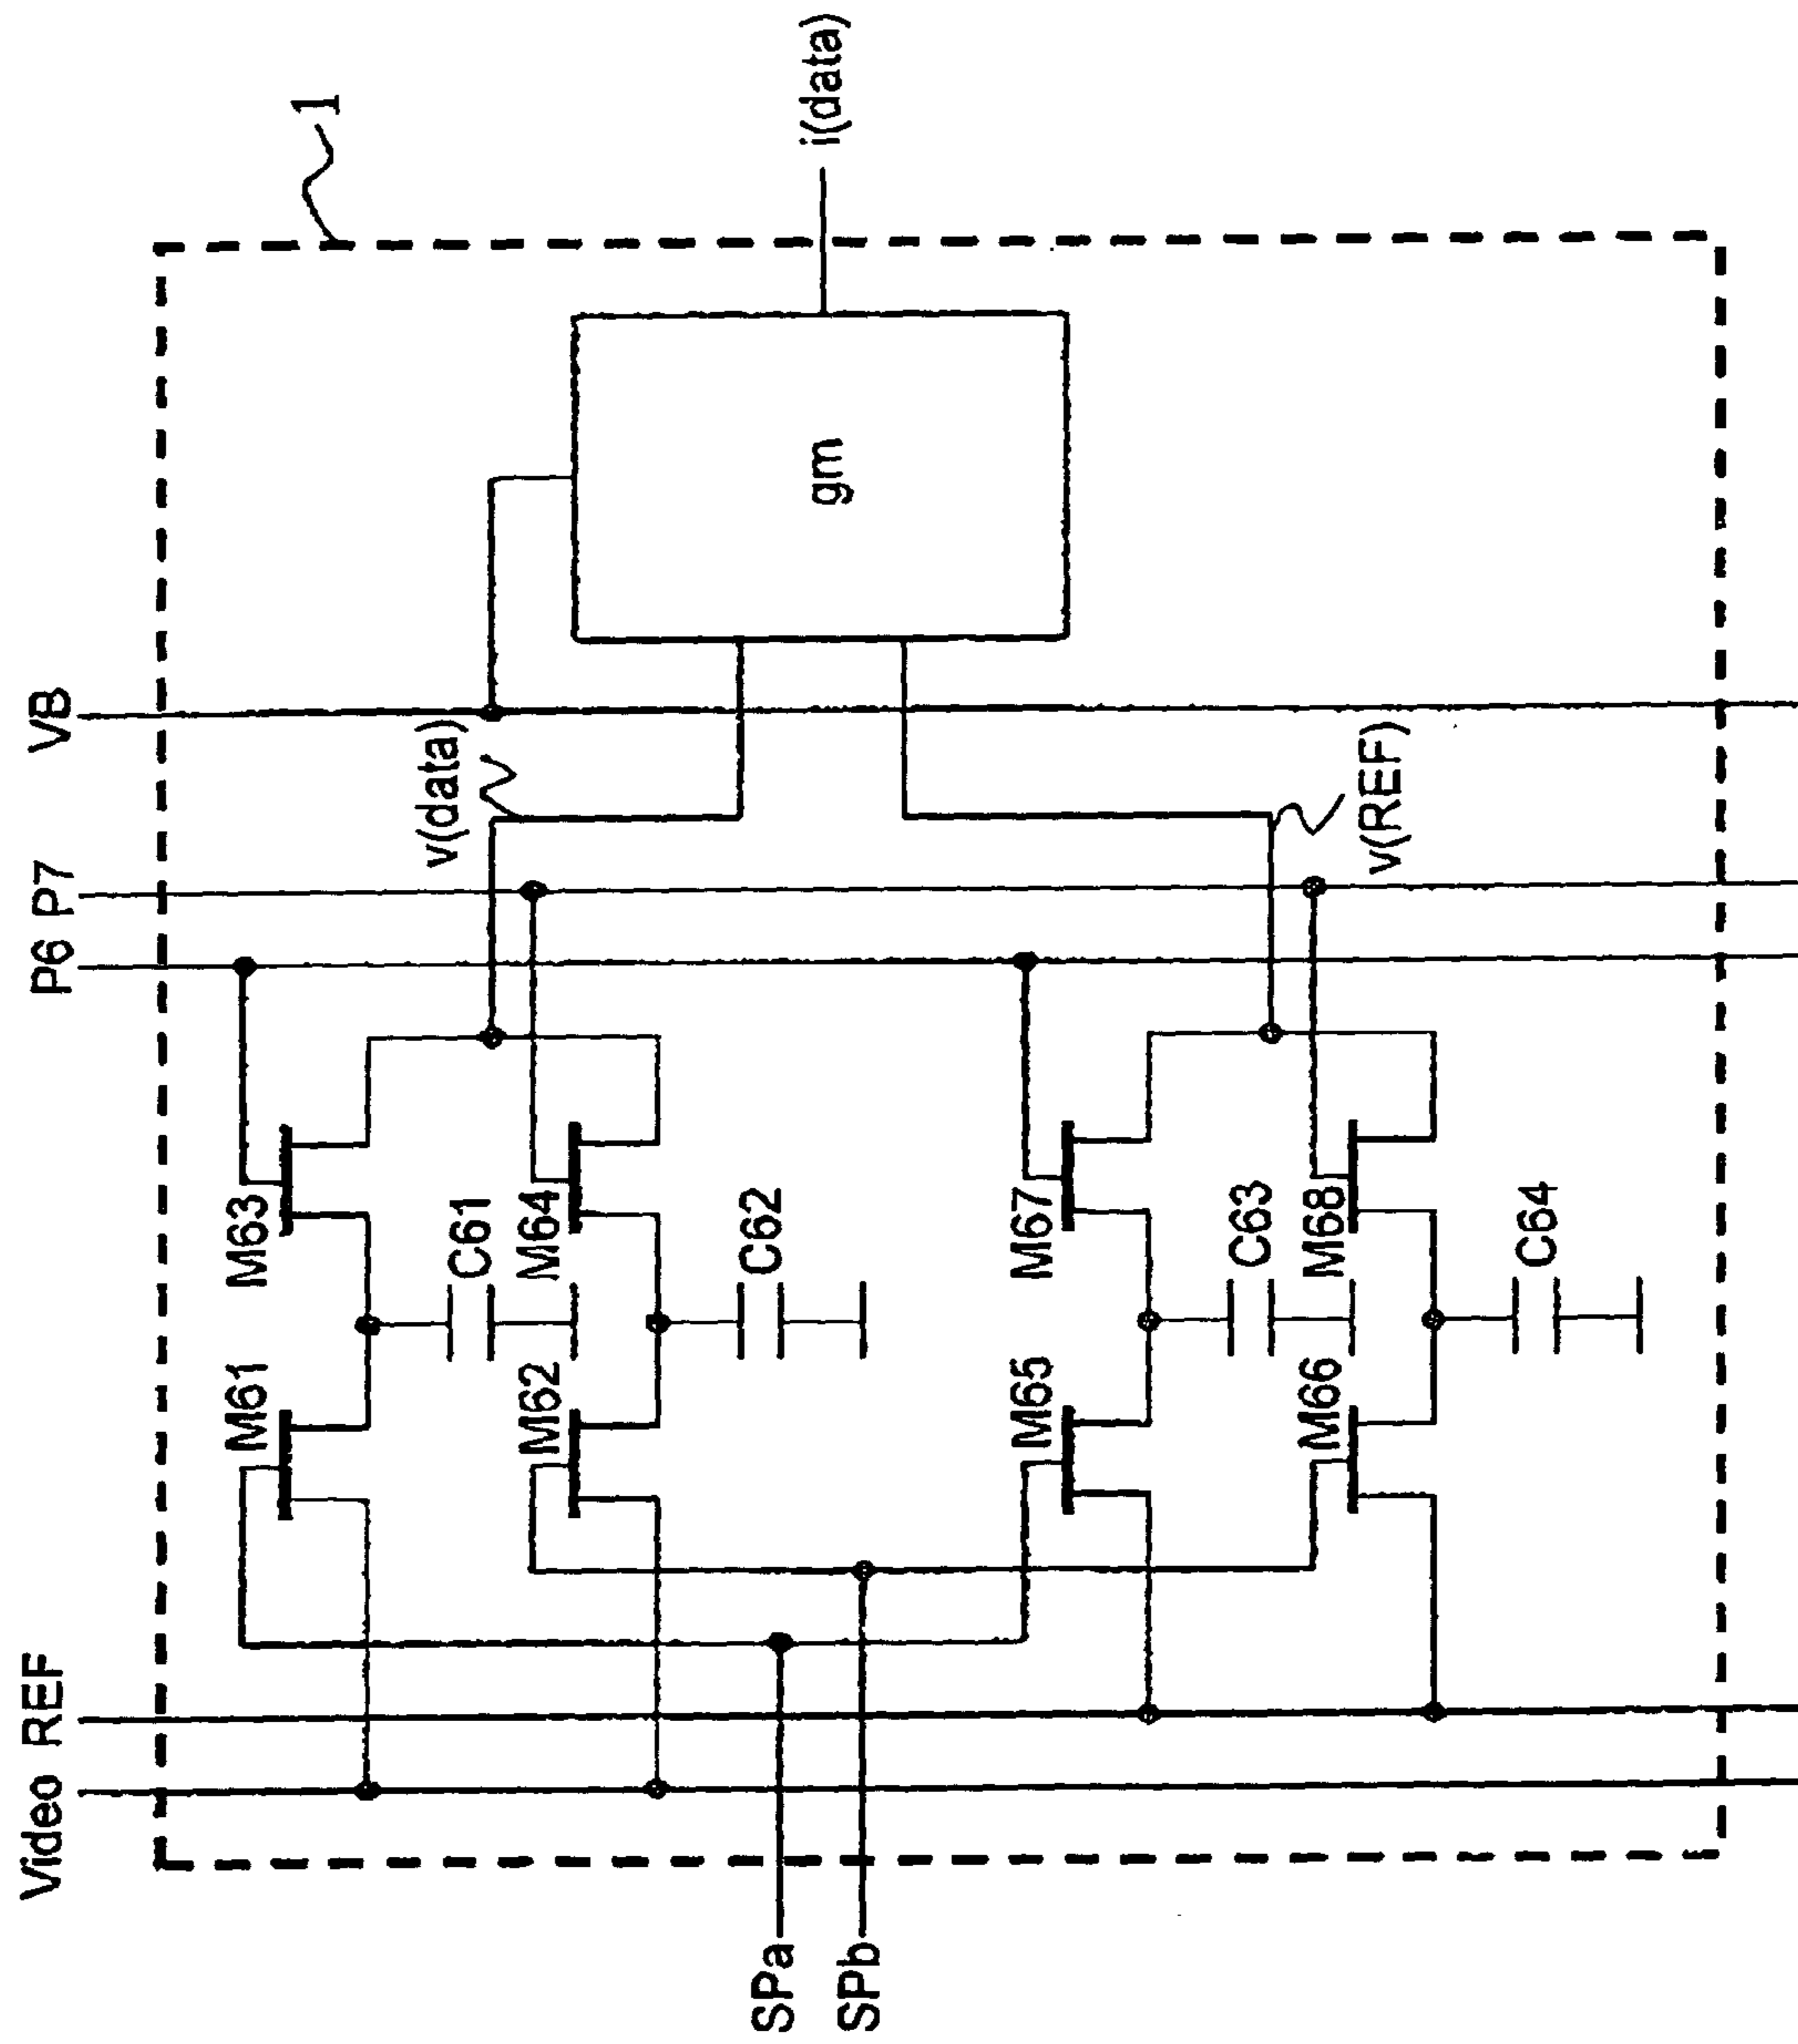 Video REF P6 P7 VB
1
M61 M63
C61
v(data)
M62 M64
C62
gm
i(data)
SPa
SPb
M65 M67
C63
v(REF)
M66 M68
C64